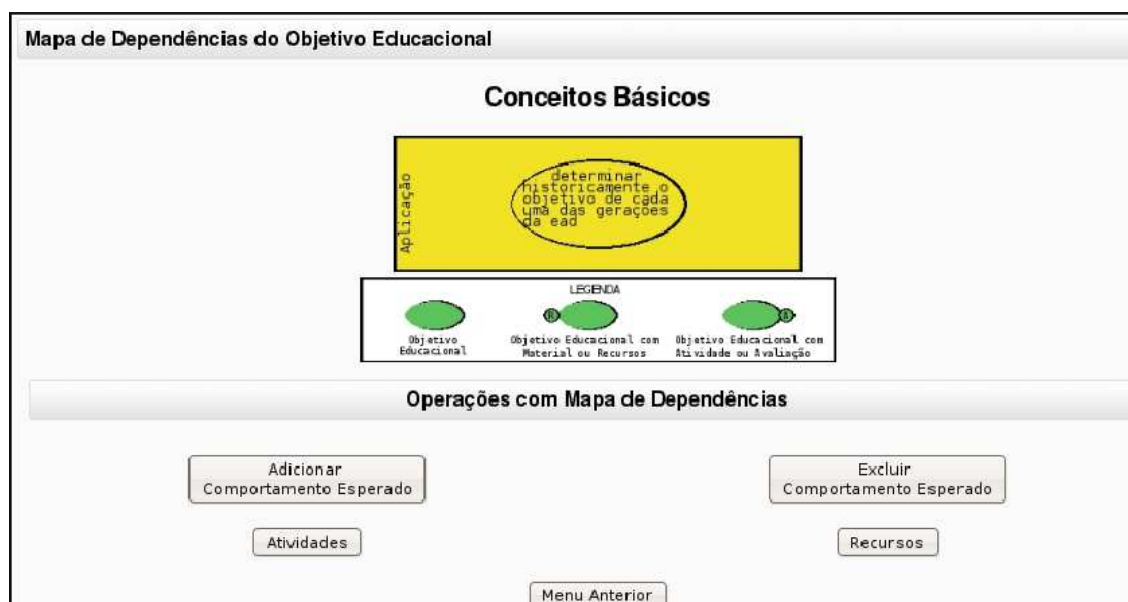 Mapa de Dependências do Objetivo Educacional
Conceitos Básicos
Aplicação
determinar
historicamente o
objetivo de cada
uma das gerações
da ead
LEGENDA
Objetivo
Educacional
R
Objetivo Educacional com
Material ou Recursos
A
Objetivo Educacional com
Atividade ou Avaliação
Operações com Mapa de Dependências
Adicionar
Comportamento Esperado
Excluir
Comportamento Esperado
Atividades
Recursos
Menu Anterior